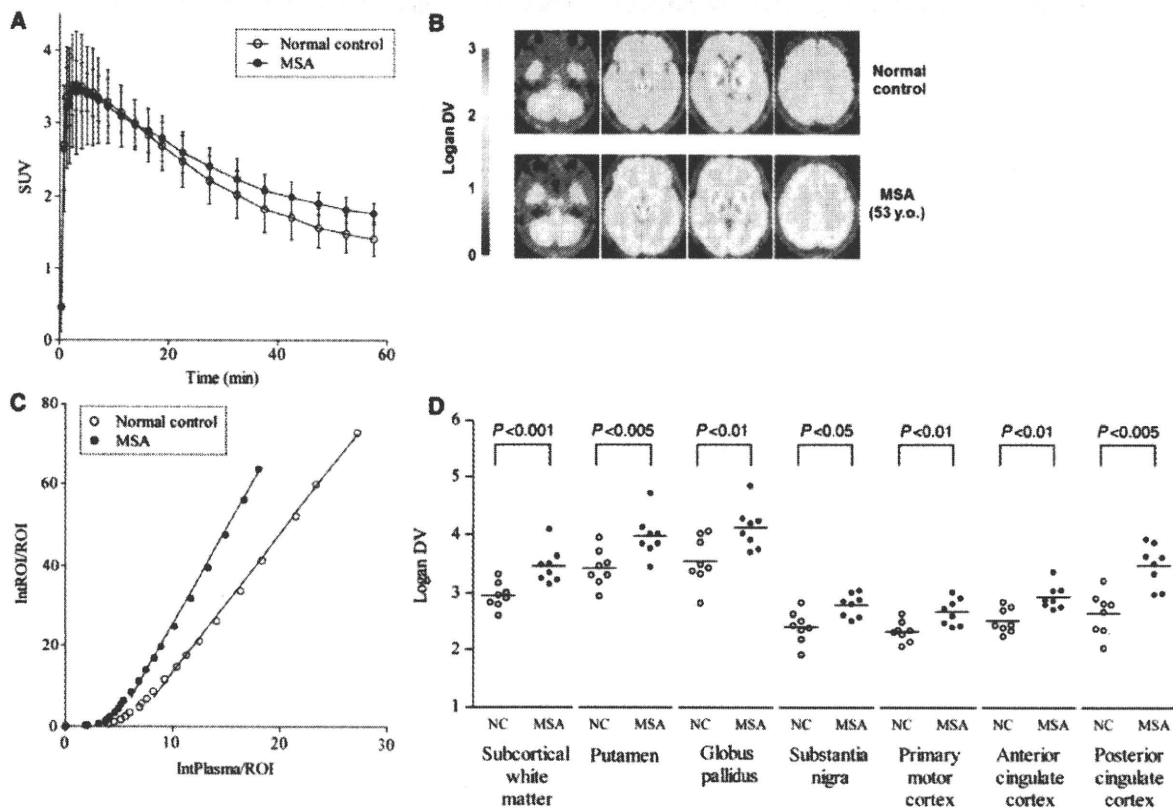 A
4
3
2
1
0
SUV
Normal control
MSA
0
20
40
60
Time (min)
B
3
2
1
0
Logan DV
Normal
control
MSA
(53 y.o.)
C
80
60
40
20
0
IntROI/ROI
Normal control
MSA
0
10
20
30
IntPlasma/ROI
D
6
5
4
3
2
1
Logan DV
P<0.001
P<0.005
P<0.01
P<0.05
P<0.01
P<0.01
P<0.005
NC MSA NC MSA NC MSA NC MSA NC MSA NC MSA NC MSA
Subcortical
white
matter
Putamen
Globus
pallidus
Substantia
nigra
Primary
motor
cortex
Anterior
cingulate
cortex
Posterior
cingulate
cortex